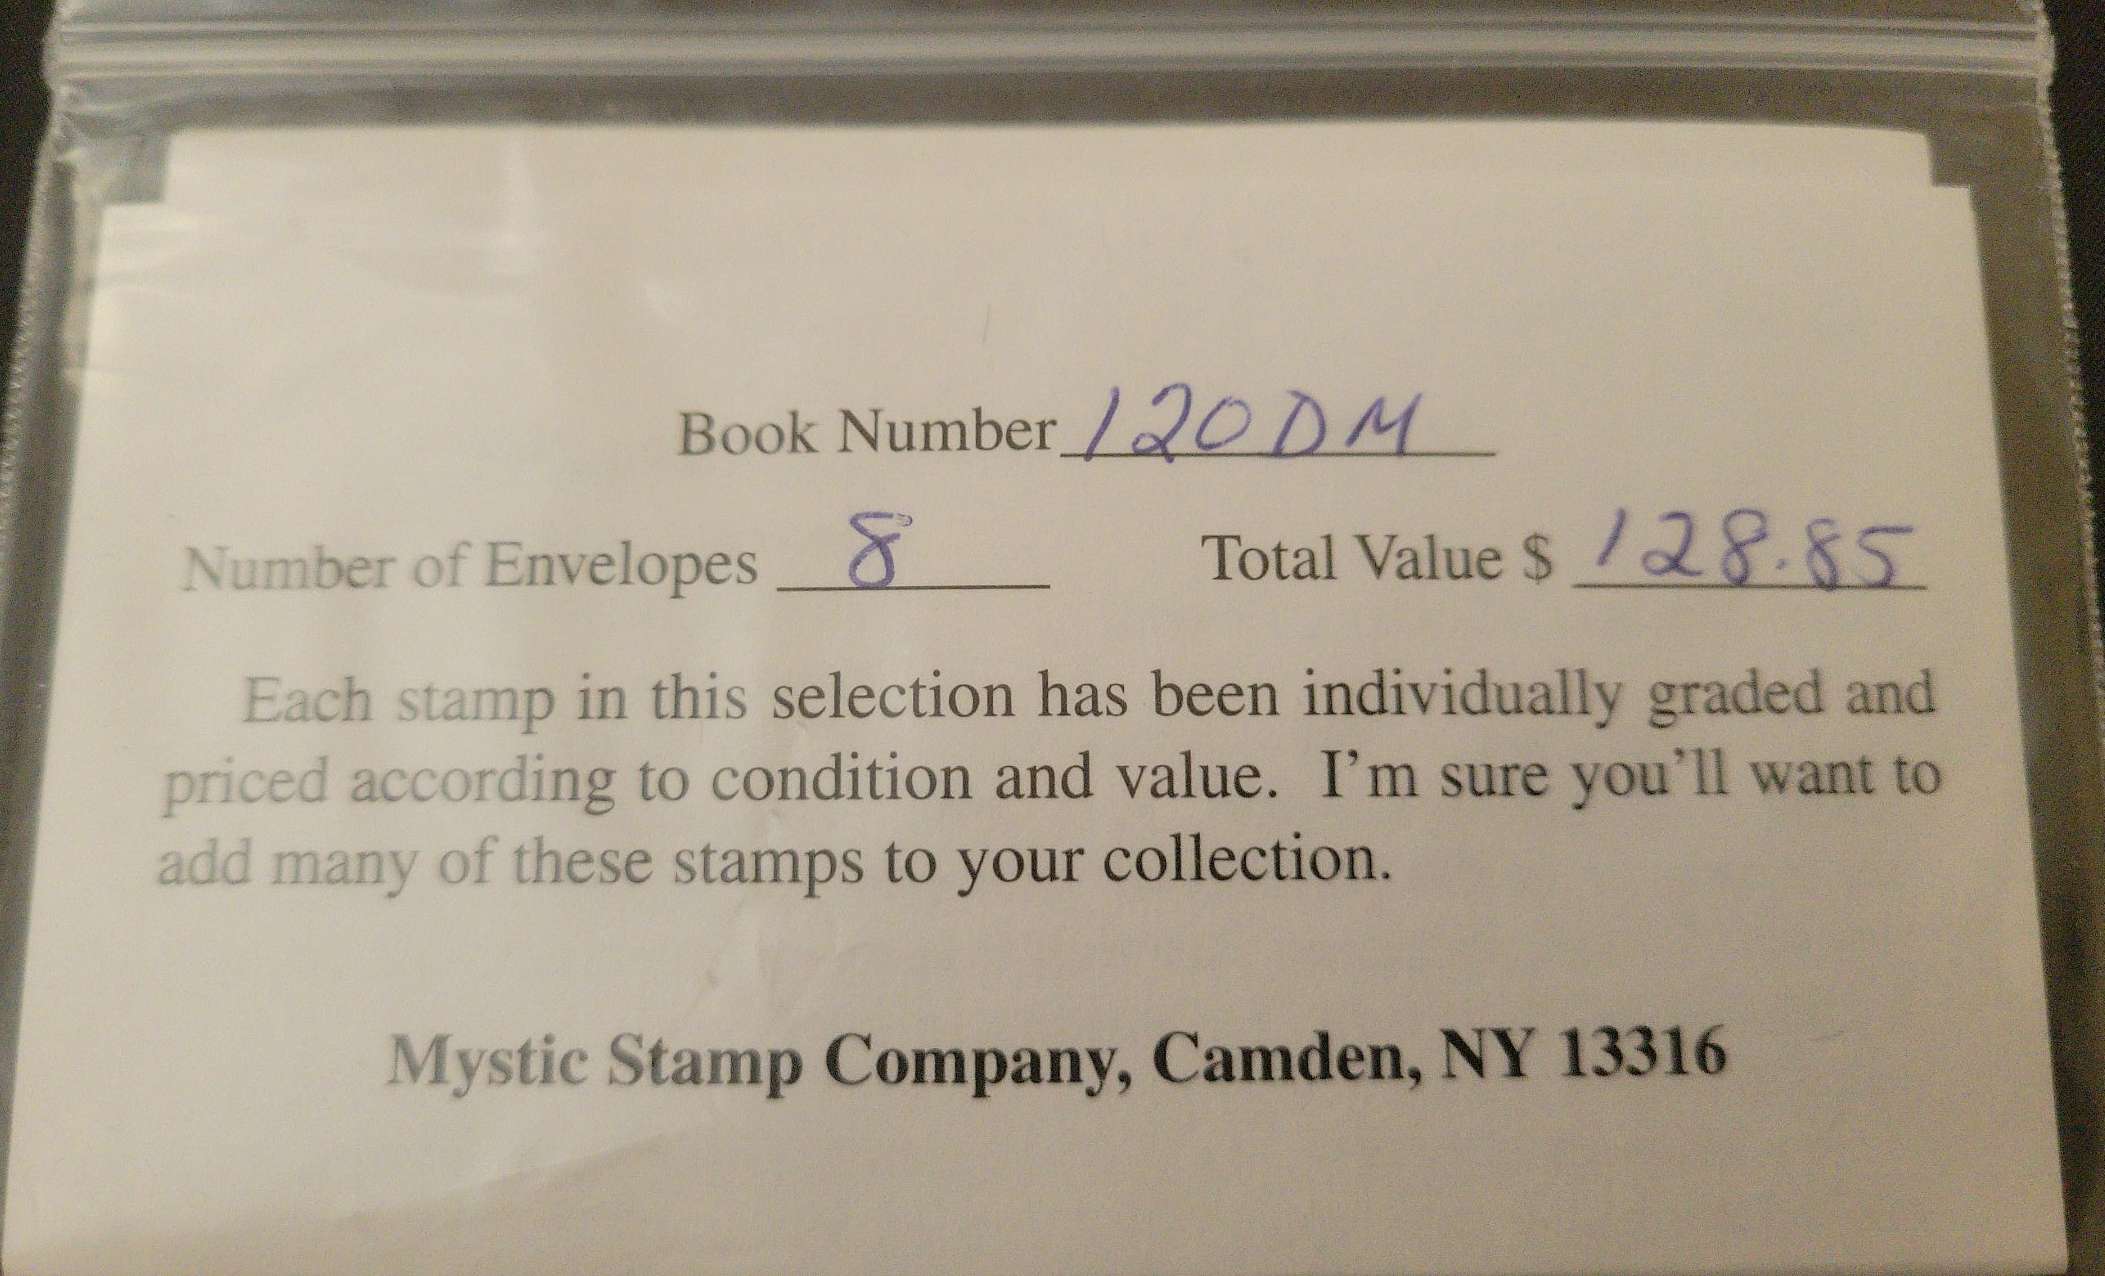 Book Number 120DM
Number of Envelopes 8 Total Value $ 128.85
Each stamp in this selection has been individually graded and
priced according to condition and value. I'm sure you'll want to
add many of these stamps to your collection.
Mystic Stamp Company, Camden, NY 13316